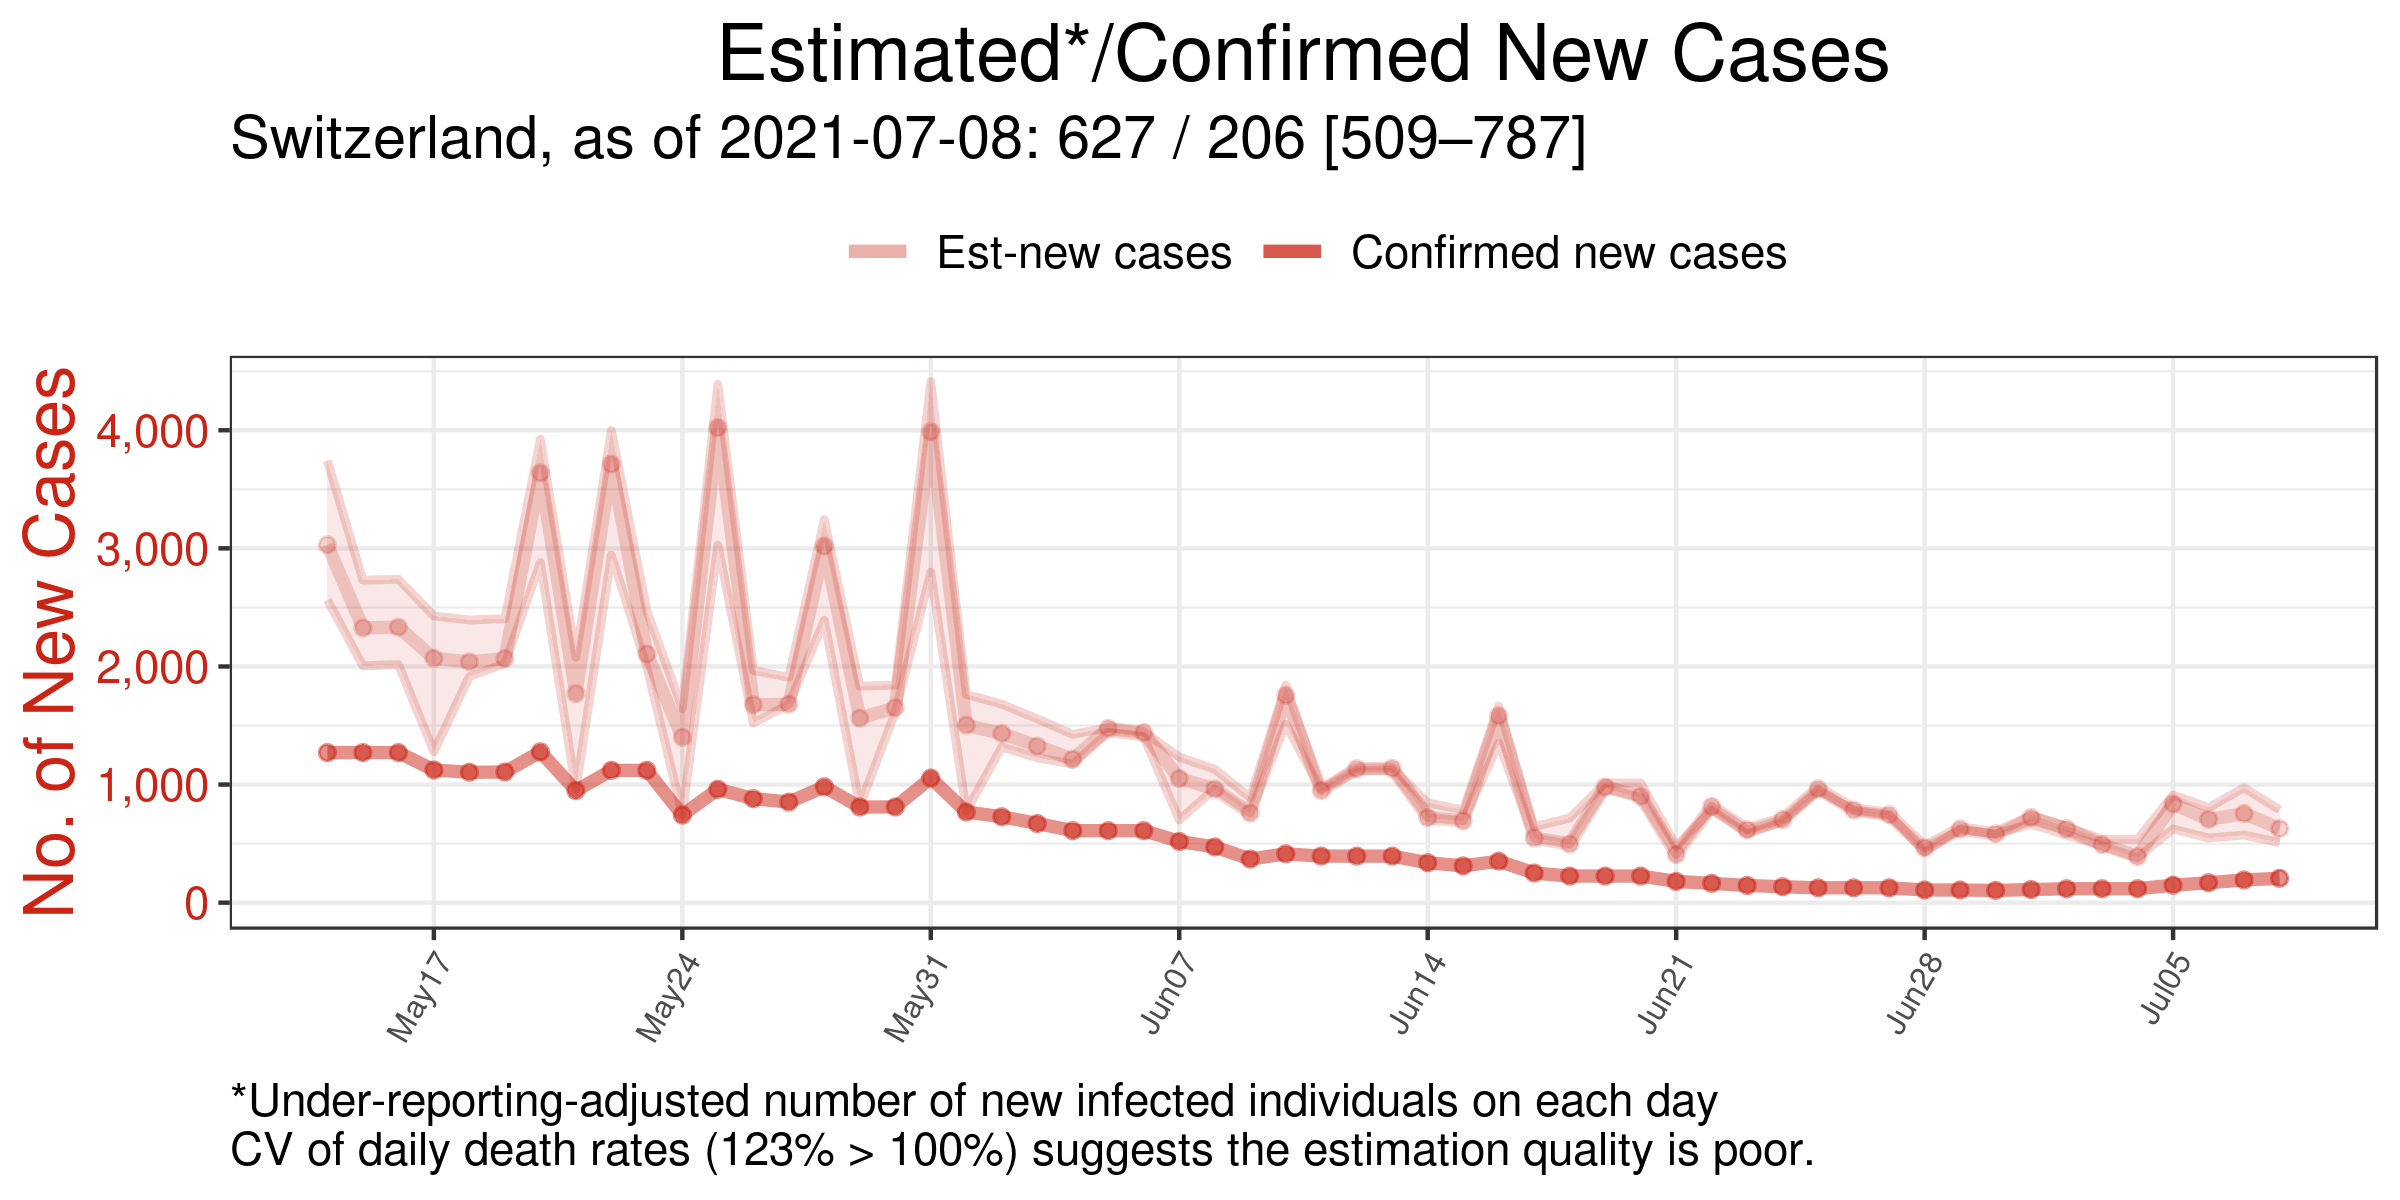 Estimated*/Confirmed New Cases
Switzerland, as of 2021-07-08: 627 / 206 [509–787]
Est-new cases
Confirmed new cases
No. of New Cases
4,000
3,000
2,000
1,000
0
May17
May24
May31
Jun07
Jun14
Jun21
Jun28
Jul05
*Under-reporting-adjusted number of new infected individuals on each day
CV of daily death rates (123% > 100%) suggests the estimation quality is poor.